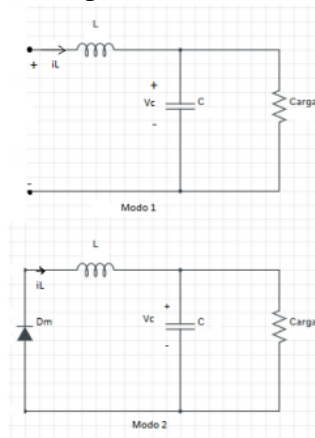 L
+ iL
+
Vc C Carga
-
-
Modo 1
L
iL
+
Dm Vc C Carga
-
Modo 2